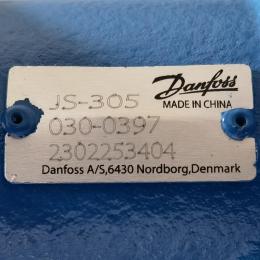 Danfoss
MADE IN CHINA
JS-305
030-0397
2302253404
Danfoss A/S,6430 Nordborg,Denmark